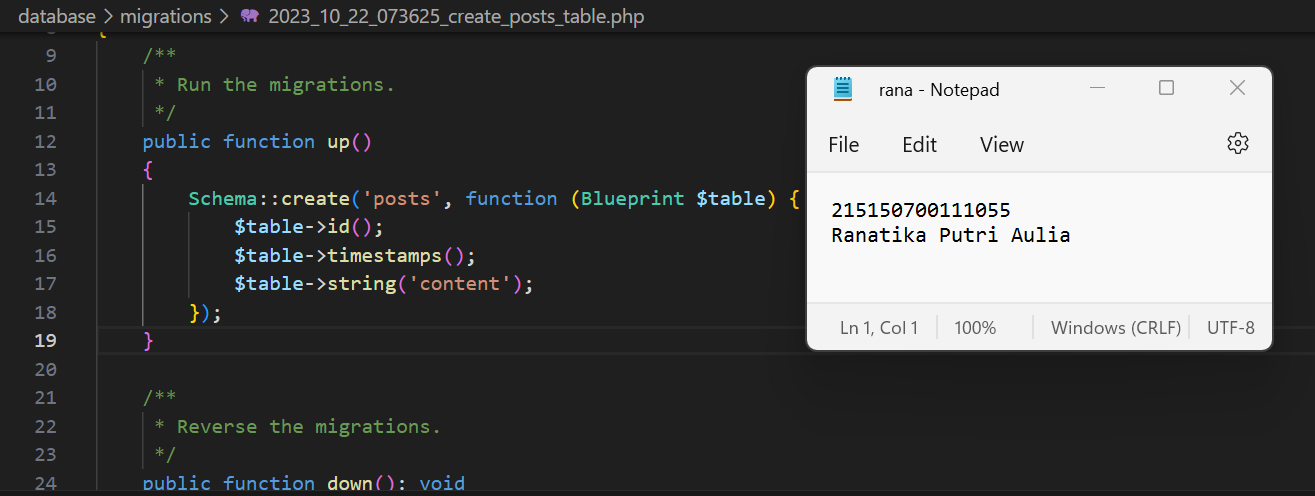 database > migrations > 2023_10_22_073625_create_posts_table.php
{
9 /**
10 * Run the migrations.
11 */
12 public function up()
13 {
14 Schema::create('posts', function (Blueprint $table) {
15 $table->id();
16 $table->timestamps();
17 $table->string('content');
18 });
19 }
20
21 /**
22 * Reverse the migrations.
23 */
24 public function down(): void
rana - Notepad
File Edit View
215150700111055
Ranatika Putri Aulia
Ln 1, Col 1 100% Windows (CRLF) UTF-8